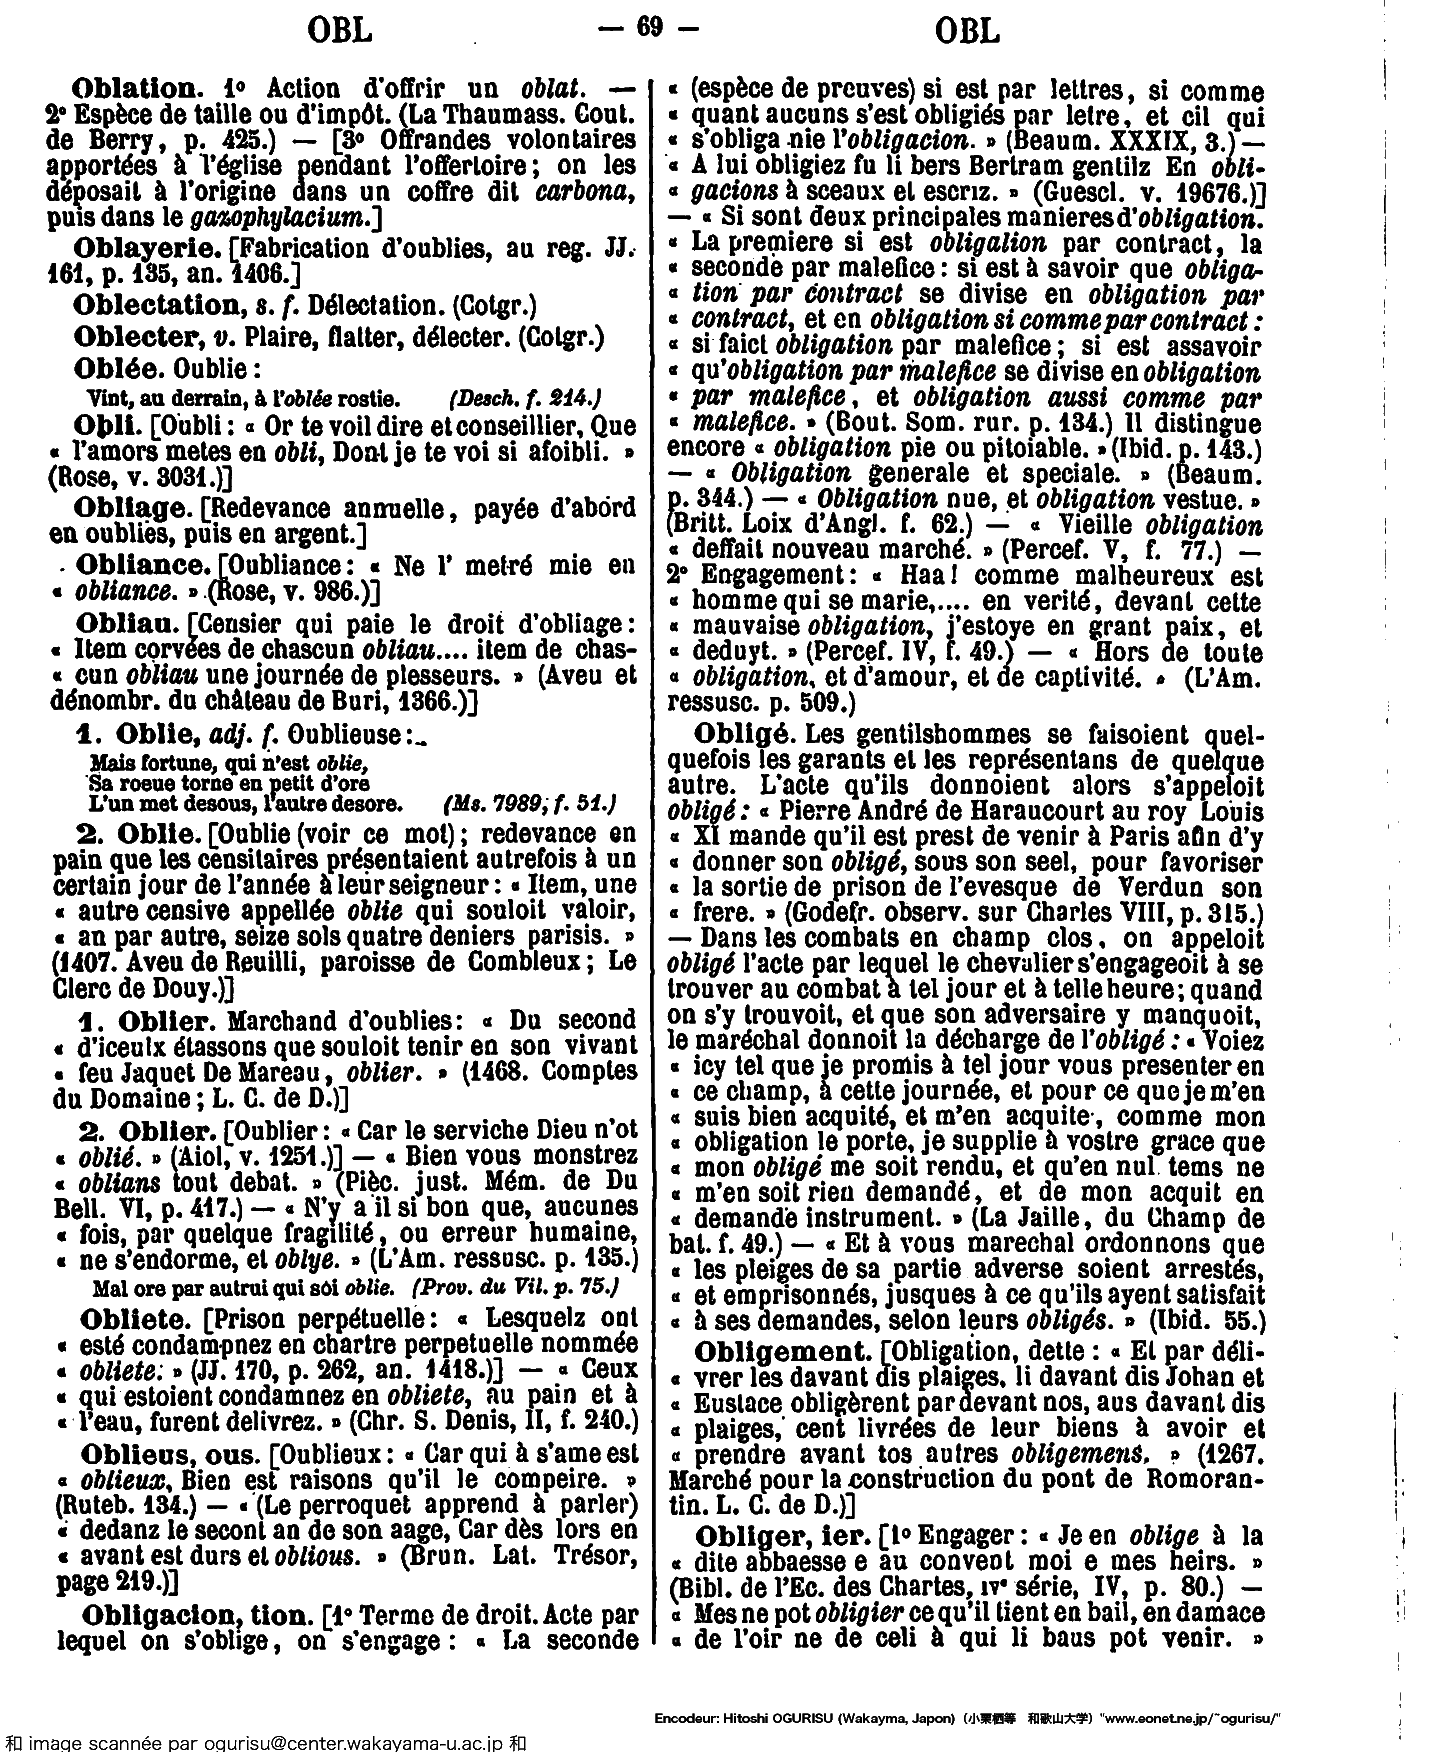 OBL — 69 — OBL
Oblation. 1º Action d'offrir un oblat. —
2º Espèce de taille ou d'impôt. (La Thaumass. Cout.
de Berry, p. 425.) — [3º Offrandes volontaires
apportées à l'église pendant l'offertoire; on les
déposait à l'origine dans un coffre dit carbona,
puis dans le gazophylacium.]
Oblayerie. [Fabrication d'oublies, au reg. JJ.
161, p. 135, an. 1406.]
Oblectation, s. f. Délectation. (Cotgr.)
Oblecter, v. Plaire, flatter, délecter. (Cotgr.)
Oblée. Oublie :
Vint, au derrain, à l'oblée rostie. (Desch. f. 214.)
Obli. [Oubli : « Or te voil dire et conseillier, Que
« l'amors metes en obli, Dont je te voi si afoibli. »
(Rose, v. 3031.)]
Obliage. [Redevance annuelle, payée d'abord
en oublies, puis en argent.]
Obliance. [Oubliance : « Ne l' metré mie en
« obliance. » (Rose, v. 986.)]
Obliau. [Censier qui paie le droit d'obliage :
« Item corvées de chascun obliau.... item de chas-
« cun obliau une journée de plesseurs. » (Aveu et
dénombr. du château de Buri, 1366.)]
1. Oblie, adj. f. Oublieuse :
Mais fortune, qui n'est oblie,
Sa roeue torne en petit d'ore
L'un met desous, l'autre desore. (Ms. 7989, f. 51.)
2. Oblie. [Oublie (voir ce mot) ; redevance en
pain que les censitaires présentaient autrefois à un
certain jour de l'année à leur seigneur : « Item, une
« autre censive appellée oblie qui souloit valoir,
« an par autre, seize sols quatre deniers parisis. »
(1407. Aveu de Reuilli, paroisse de Combleux ; Le
Clerc de Douy.)]
1. Oblier. Marchand d'oublies : « Du second
« d'iceulx étassons que souloit tenir en son vivant
« feu Jaquet De Mareau, oblier. » (1468. Comptes
du Domaine ; L. C. de D.)]
2. Oblier. [Oublier : « Car le serviche Dieu n'ot
« oblié. » (Aiol, v. 1251.)] — « Bien vous monstrez
« oblians tout debat. » (Pièc. just. Mém. de Du
Bell. VI, p. 417.) — « N'y a il si bon que, aucunes
« fois, par quelque fragilité, ou erreur humaine,
« ne s'endorme, et oblye. » (L'Am. ressusc. p. 135.)
Mal ore par autrui qui soi oblie. (Prov. du Vil. p. 75.)
Obliete. [Prison perpétuelle : « Lesquelz ont
« esté condampnez en chartre perpetuelle nommée
« obliete. » (JJ. 170, p. 262, an. 1418.)] — « Ceux
« qui estoient condamnez en obliete, au pain et à
« l'eau, furent delivrez. » (Chr. S. Denis, II, f. 240.)
Oblieus, ous. [Oublieux : « Car qui à s'ame est
« oblieux, Bien est raisons qu'il le compeire. »
(Ruteb. 134.) — « (Le perroquet apprend à parler)
« dedanz le second an de son aage, Car dès lors en
« avant est durs et oblious. » (Brun. Lat. Trésor,
page 219.)]
Obligacion, tion. [1º Terme de droit. Acte par
lequel on s'oblige, on s'engage : « La seconde
« (espèce de preuves) si est par lettres, si comme
« quant aucuns s'est obligiés par letre, et cil qui
« s'obliga nie l'obligacion. » (Beaum. XXXIX, 3.) —
« A lui obligiez fu li bers Bertram gentilz En obli-
« gacions à sceaux et escriz. » (Guescl. v. 19676.)]
— « Si sont deux principales manieres d'obligation.
« La premiere si est obligation par contract, la
« seconde par malefice : si est à savoir que obliga-
« tion par contract se divise en obligation par
« contract, et en obligation si comme par contract :
« si faict obligation par malefice ; si est assavoir
« qu'obligation par malefice se divise en obligation
« par malefice, et obligation aussi comme par
« malefice. » (Bout. Som. rur. p. 134.) Il distingue
encore « obligation pie ou pitoiable. » (Ibid. p. 143.)
— « Obligation generale et speciale. » (Beaum.
p. 344.) — « Obligation nue, et obligation vestue. »
(Britt. Loix d'Angl. f. 62.) — « Vieille obligation
« deffait nouveau marché. » (Percef. V, f. 77.) —
2º Engagement : « Haa ! comme malheureux est
« homme qui se marie,.... en verité, devant cette
« mauvaise obligation, j'estoye en grant paix, et
« deduyt. » (Percef. IV, f. 49.) — « Hors de toute
« obligation, et d'amour, et de captivité. » (L'Am.
ressusc. p. 509.)
Obligé. Les gentilshommes se faisoient quel-
quefois les garants et les représentans de quelque
autre. L'acte qu'ils donnoient alors s'appeloit
obligé : « Pierre André de Haraucourt au roy Louis
« XI mande qu'il est prest de venir à Paris afin d'y
« donner son obligé, sous son seel, pour favoriser
« la sortie de prison de l'evesque de Verdun son
« frere. » (Godefr. observ. sur Charles VIII, p. 315.)
— Dans les combats en champ clos, on appeloit
obligé l'acte par lequel le chevalier s'engageoit à se
trouver au combat à tel jour et à telle heure ; quand
on s'y trouvoit, et que son adversaire y manquoit,
le maréchal donnoit la décharge de l'obligé : « Voiez
« icy tel que je promis à tel jour vous presenter en
« ce champ, à cette journée, et pour ce que je m'en
« suis bien acquité, et m'en acquite, comme mon
« obligation le porte, je supplie à vostre grace que
« mon obligé me soit rendu, et qu'en nul tems ne
« m'en soit rien demandé, et de mon acquit en
« demande instrument. » (La Jaille, du Champ de
bat. f. 49.) — « Et à vous marechal ordonnons que
« les pleiges de sa partie adverse soient arrestés,
« et emprisonnés, jusques à ce qu'ils ayent satisfait
« à ses demandes, selon leurs obligés. » (Ibid. 55.)
Obligement. [Obligation, dette : « Et par déli-
« vrer les davant dis plaiges, li davant dis Johan et
« Eustace obligèrent par devant nos, aus davant dis
« plaiges, cent livrées de leur biens à avoir et
« prendre avant tos autres obligemens. » (1267.
Marché pour la construction du pont de Romoran-
tin. L. C. de D.)]
Obliger, ier. [1º Engager : « Je en oblige à la
« dite abbaesse e au convent moi e mes heirs. »
(Bibl. de l'Ec. des Chartes, IVº série, IV, p. 80.) —
« Mes ne pot obligier ce qu'il tient en bail, en damace
« de l'oir ne de celi à qui li baus pot venir. »
Encodeur: Hitoshi OGURISU (Wakayma, Japon) (小栗栖等 和歌山大学) "www.eonet.ne.jp/~ogurisu/"
和 image scannée par ogurisu@center.wakayama-u.ac.jp 和